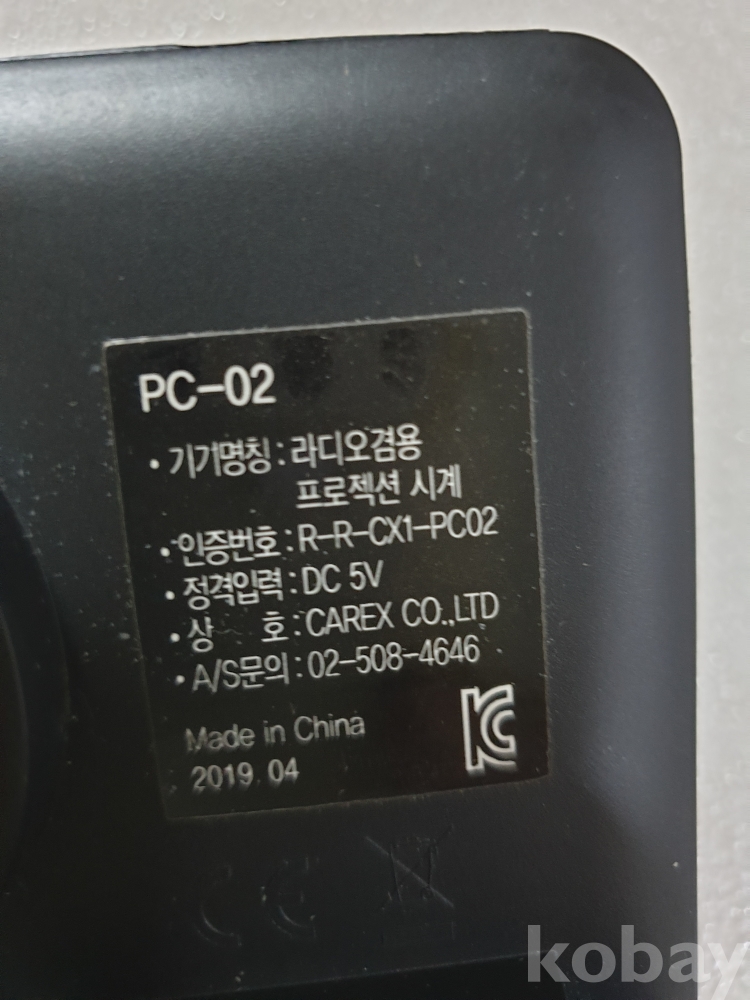 PC-02
· 기기명칭 : 라디오겸용
프로젝션 시계
· 인증번호 : R-R-CX1-PC02
· 정격입력 : DC 5V
· 상 호 : CAREX CO.,LTD
· A/S문의 : 02-508-4646
Made in China
2019. 04
KC
CE
kobay